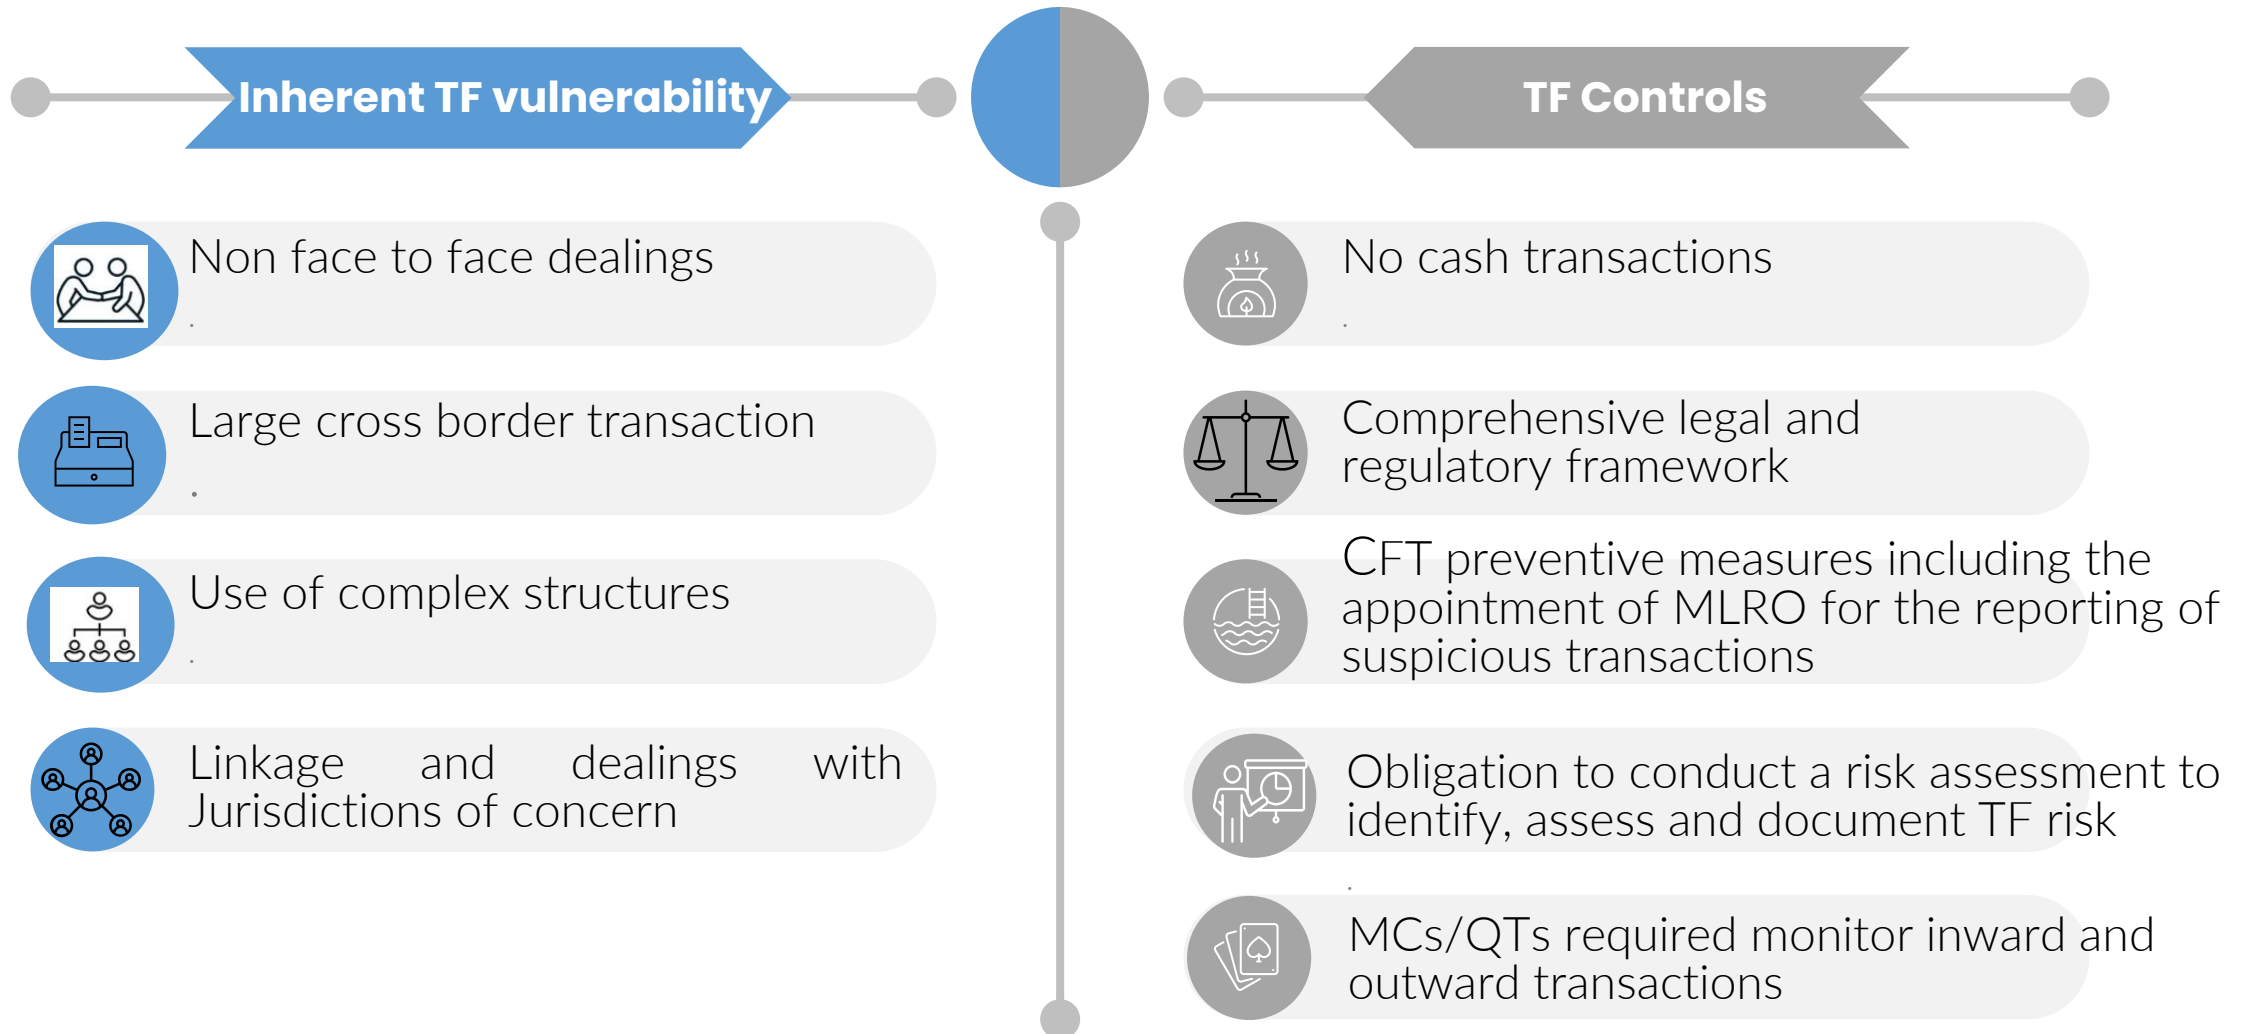 Inherent TF vulnerability
Non face to face dealings
.
Large cross border transaction
.
Use of complex structures
.
Linkage and dealings with
Jurisdictions of concern
TF Controls
No cash transactions
.
Comprehensive legal and
regulatory framework
CFT preventive measures including the
appointment of MLRO for the reporting of
suspicious transactions
Obligation to conduct a risk assessment to
identify, assess and document TF risk
.
MCs/QTs required monitor inward and
outward transactions